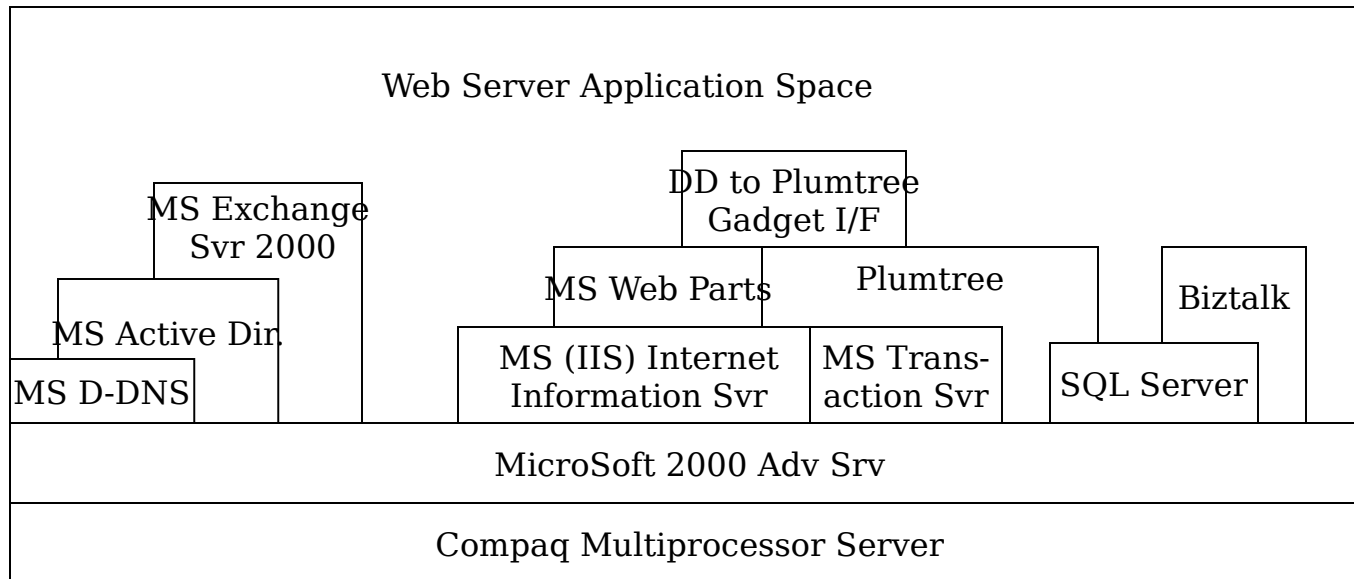 Web Server Application Space
DD to Plumtree
Gadget I/F
MS Exchange
Svr 2000
MS Web Parts
Plumtree
Biztalk
MS Active Dir.
MS D-DNS
MS (IIS) Internet
Information Svr
MS Trans-
action Svr
SQL Server
MicroSoft 2000 Adv Srv
Compaq Multiprocessor Server